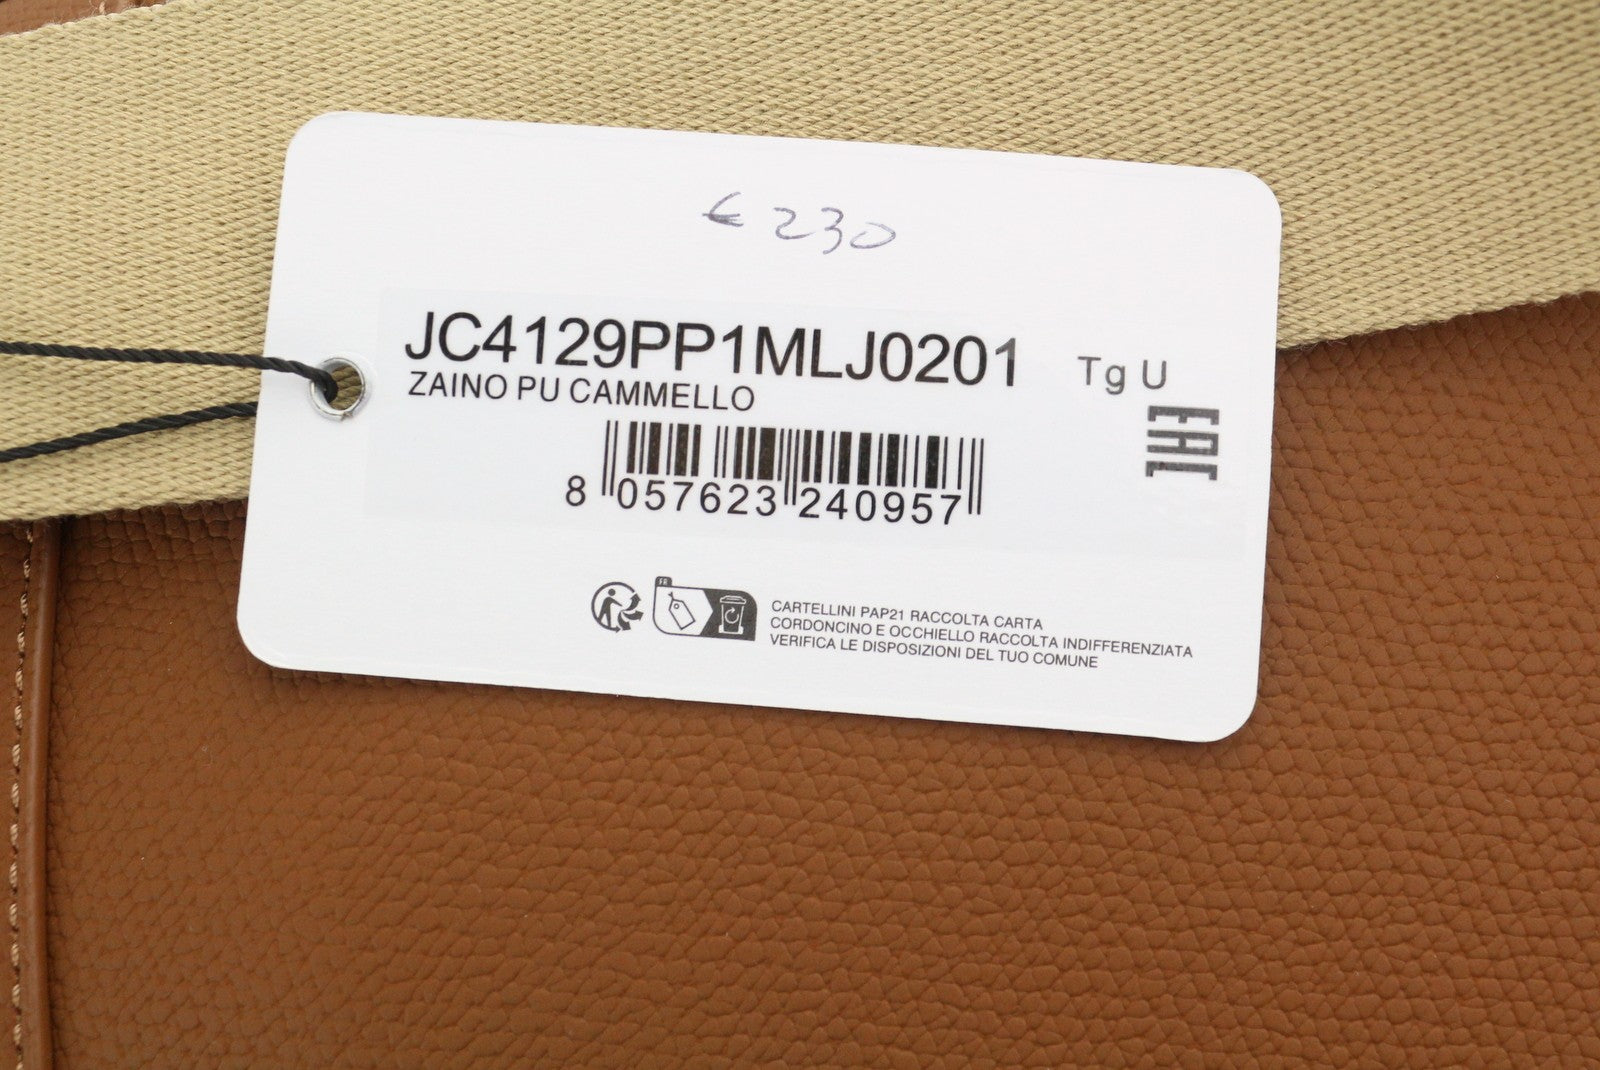 € 230
JC4129PP1MLJ0201 Tg U
ZAINO PU CAMMELLO
EAC
8 057623 240957
FR
CARTELLINI PAP21 RACCOLTA CARTA
CORDONCINO E OCCHIELLO RACCOLTA INDIFFERENZIATA
VERIFICA LE DISPOSIZIONI DEL TUO COMUNE